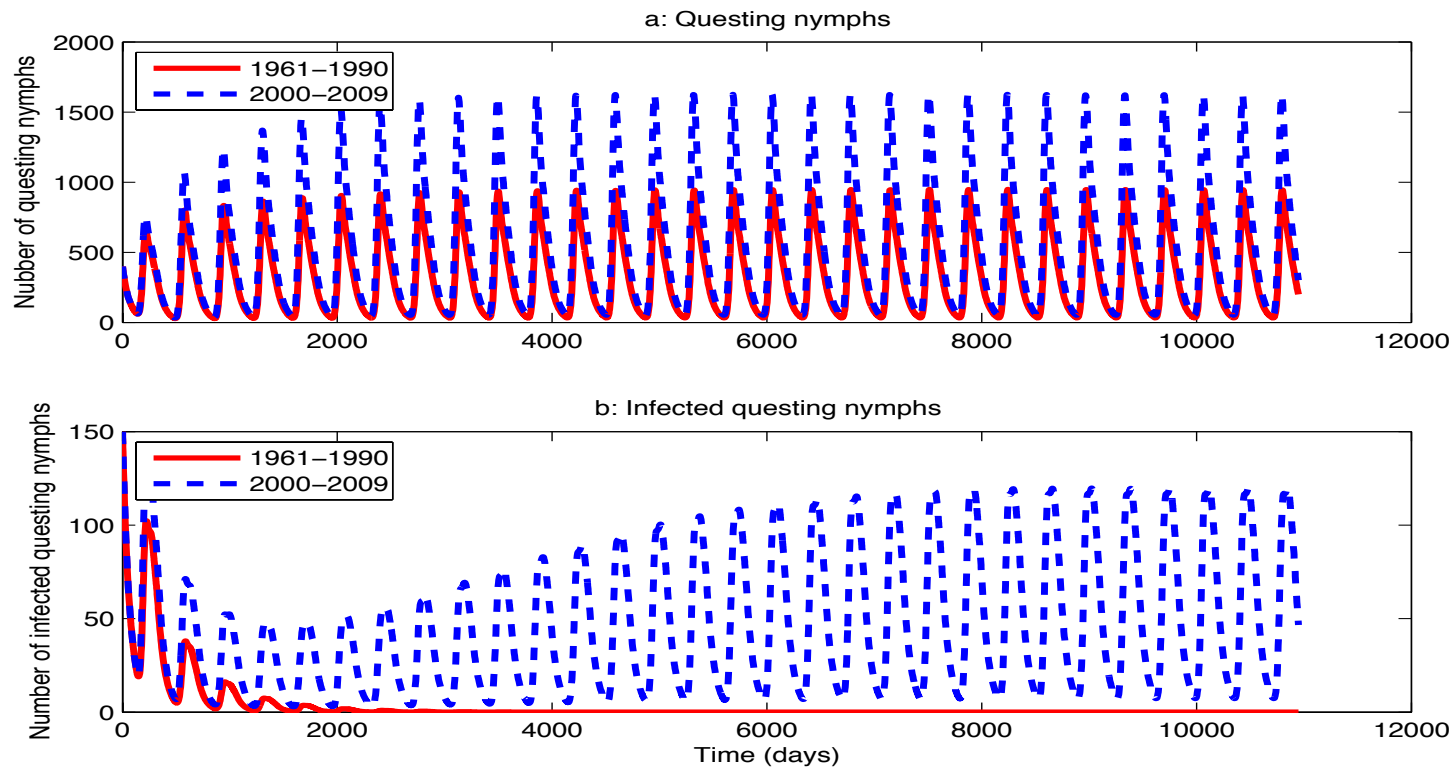 a: Questing nymphs
Nubber of questing nymphs
2000
1500
1000
500
0
1961−1990
2000−2009
0 2000 4000 6000 8000 10000 12000
b: Infected questing nymphs
Number of infected questing nymphs
150
100
50
0
1961−1990
2000−2009
0 2000 4000 6000 8000 10000 12000
Time (days)